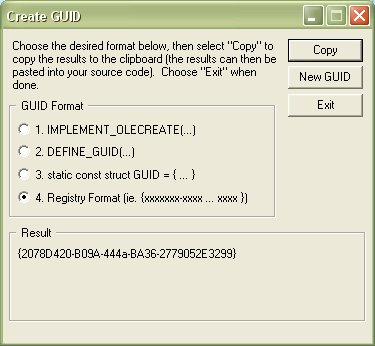 Create GUID
Choose the desired format below, then select "Copy" to
copy the results to the clipboard (the results can then be
pasted into your source code).  Choose "Exit" when
done.
Copy
New GUID
Exit
GUID Format
1. IMPLEMENT_OLECREATE(...)
2. DEFINE_GUID(...)
3. static const struct GUID = { ... }
4. Registry Format (ie. {xxxxxxx-xxxx ... xxxx })
Result
{2078D420-B09A-444a-BA36-2779052E3299}